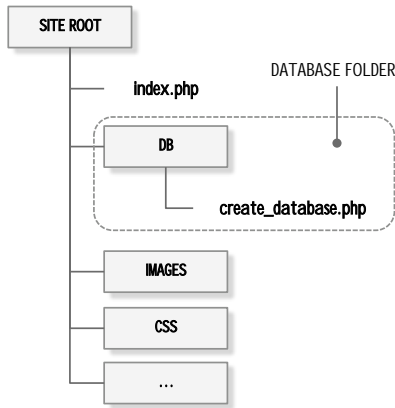 SITE ROOT
index.php
DATABASE FOLDER
DB
create_database.php
IMAGES
CSS
...